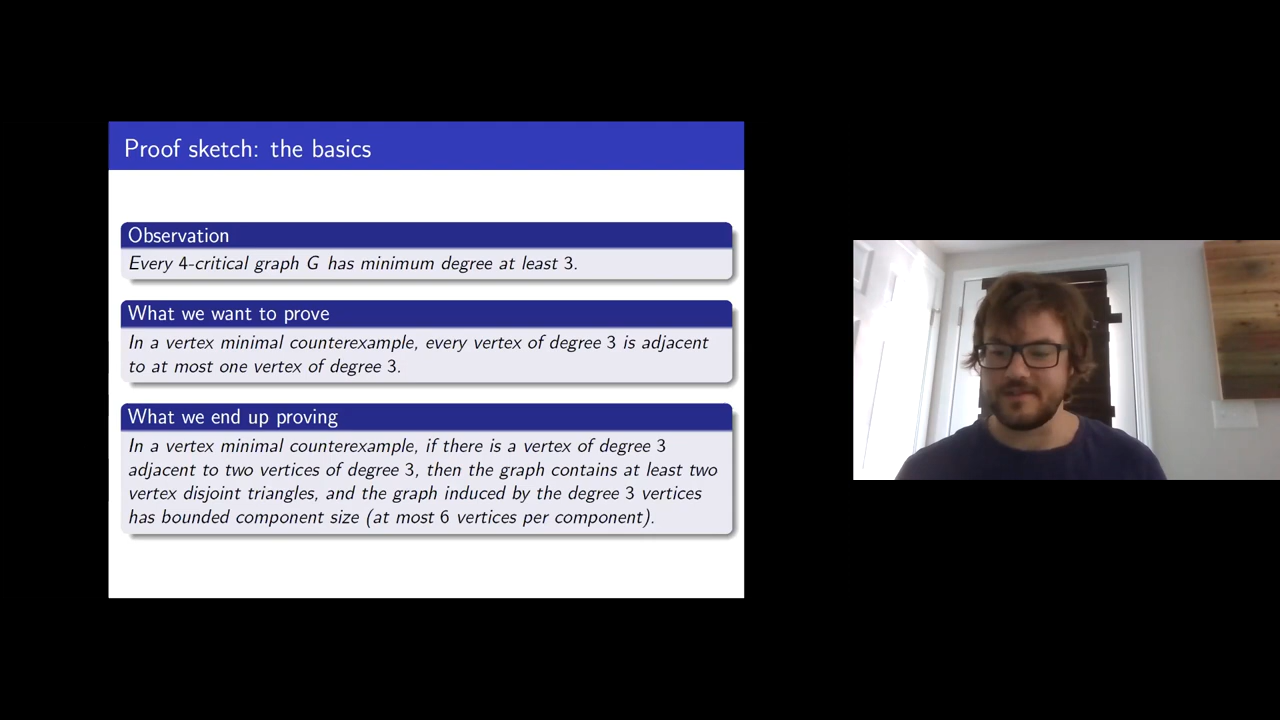 Proof sketch: the basics
Observation
Every 4-critical graph G has minimum degree at least 3.
What we want to prove
In a vertex minimal counterexample, every vertex of degree 3 is adjacent
to at most one vertex of degree 3.
What we end up proving
In a vertex minimal counterexample, if there is a vertex of degree 3
adjacent to two vertices of degree 3, then the graph contains at least two
vertex disjoint triangles, and the graph induced by the degree 3 vertices
has bounded component size (at most 6 vertices per component).